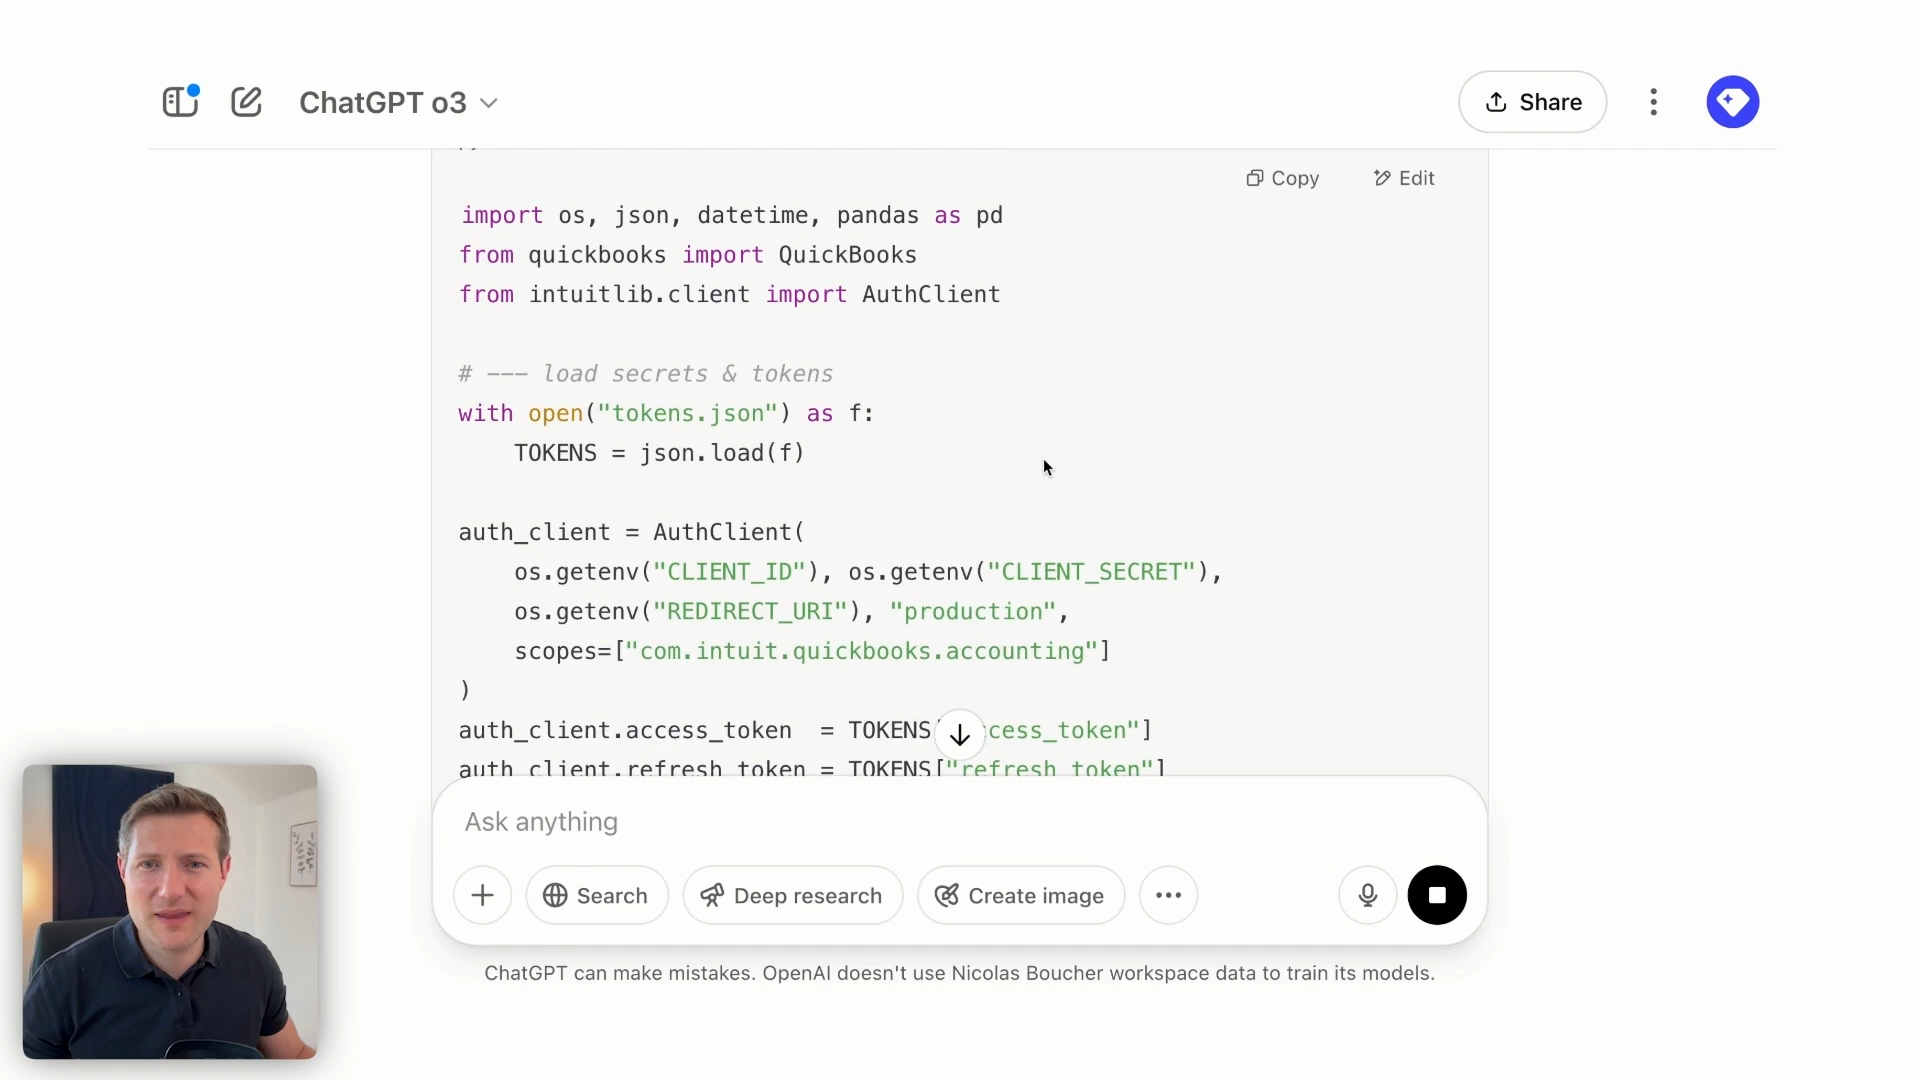 ChatGPT o3
Share
Copy
Edit
import os, json, datetime, pandas as pd
from quickbooks import QuickBooks
from intuitlib.client import AuthClient
# --- load secrets & tokens
with open("tokens.json") as f:
    TOKENS = json.load(f)
auth_client = AuthClient(
    os.getenv("CLIENT_ID"), os.getenv("CLIENT_SECRET"),
    os.getenv("REDIRECT_URI"), "production",
    scopes=["com.intuit.quickbooks.accounting"]
)
auth_client.access_token  = TOKENS[ cess_token"]
auth_client.refresh_token = TOKENS["refresh_token"]
Ask anything
Search
Deep research
Create image
ChatGPT can make mistakes. OpenAI doesn't use Nicolas Boucher workspace data to train its models.